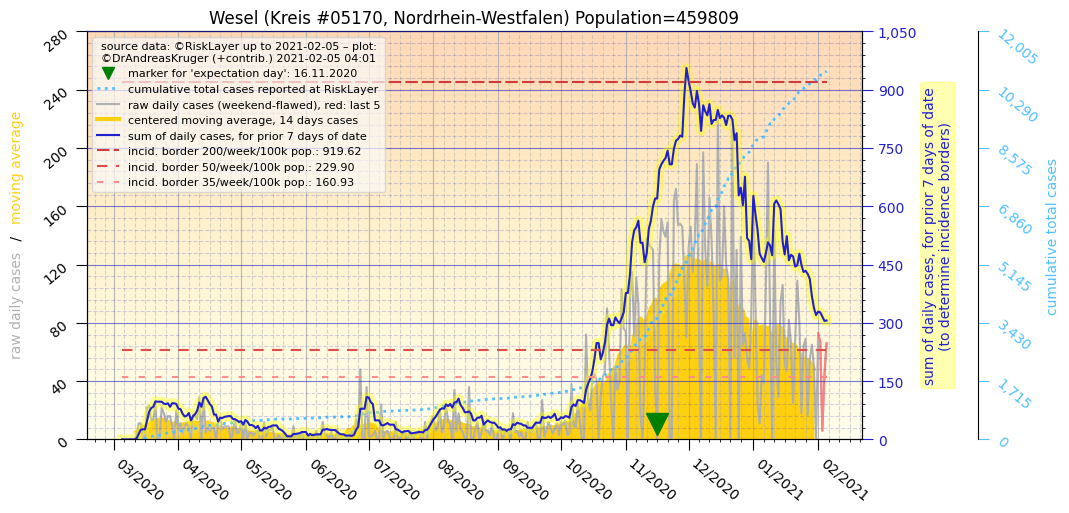 Wesel (Kreis #05170, Nordrhein-Westfalen) Population=459809
source data: ©RiskLayer up to 2021-02-05 – plot:
©DrAndreasKruger (+contrib.) 2021-02-05 04:01
marker for 'expectation day': 16.11.2020
cumulative total cases reported at RiskLayer
raw daily cases (weekend-flawed), red: last 5
centered moving average, 14 days cases
sum of daily cases, for prior 7 days of date
incid. border 200/week/100k pop.: 919.62
incid. border 50/week/100k pop.: 229.90
incid. border 35/week/100k pop.: 160.93
raw daily cases / moving average
280
240
200
160
120
80
40
0
03/2020
04/2020
05/2020
06/2020
07/2020
08/2020
09/2020
10/2020
11/2020
12/2020
01/2021
02/2021
1,050
900
750
600
450
300
150
0
sum of daily cases, for prior 7 days of date
(to determine incidence borders)
12,005
10,290
8,575
6,860
5,145
3,430
1,715
0
cumulative total cases